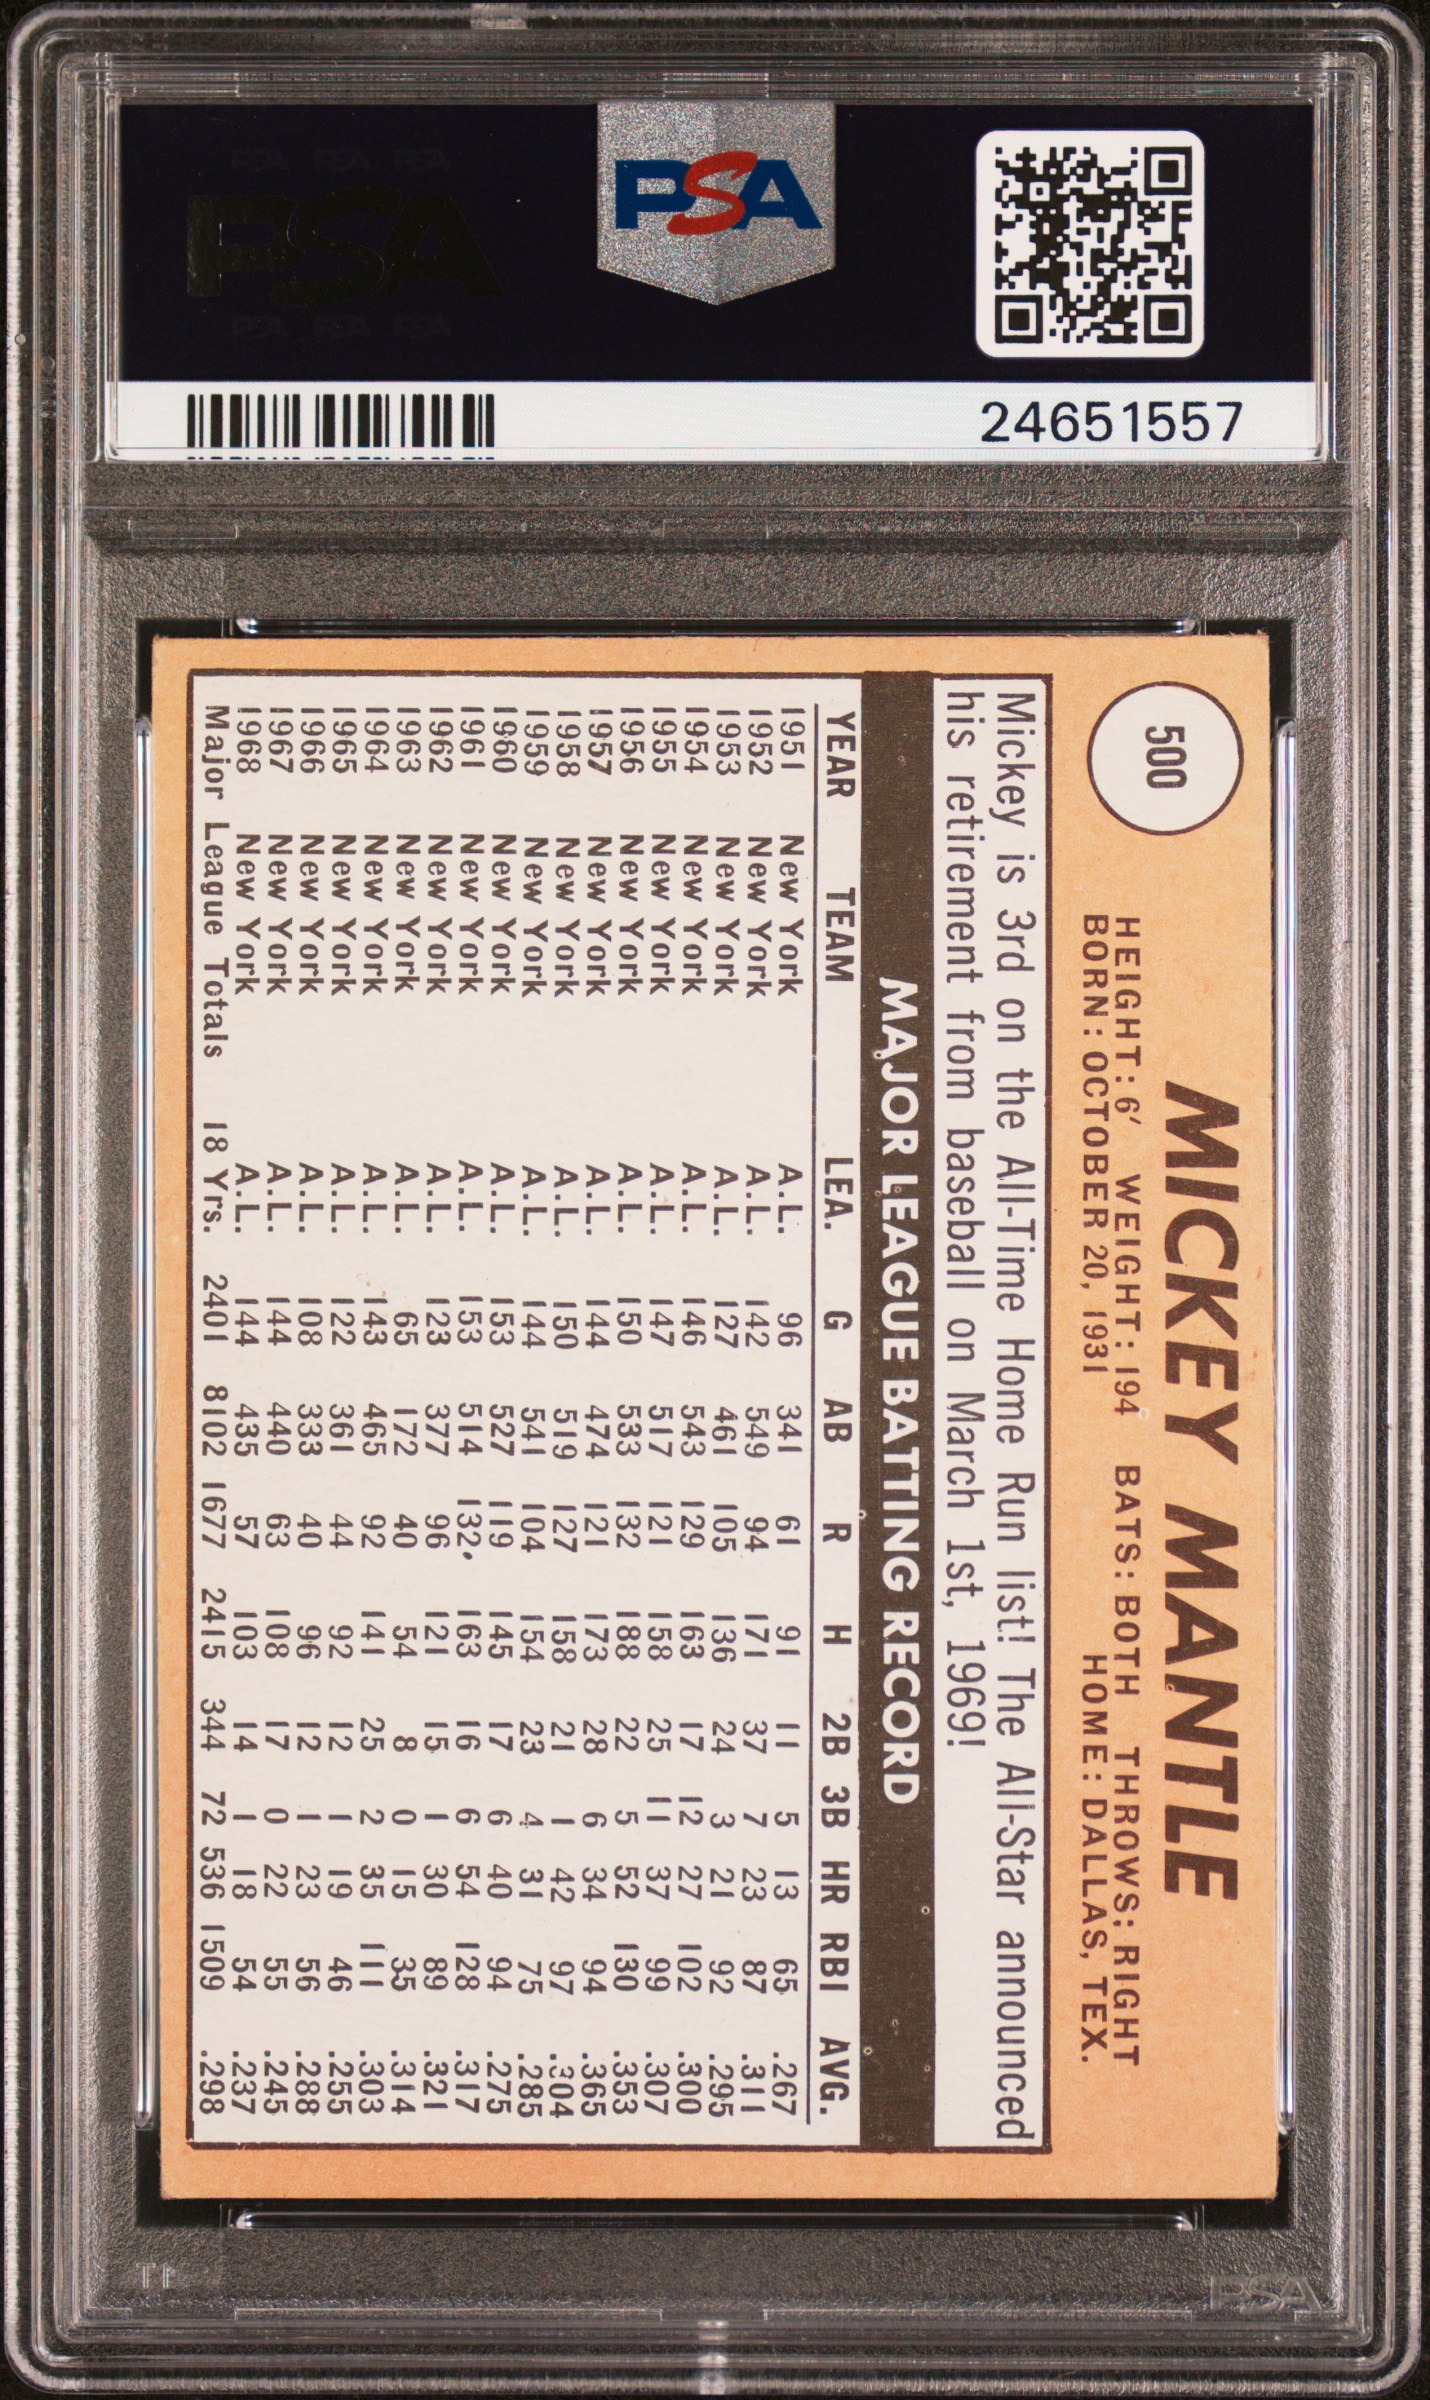 PSA
PSA
24651557
500
MICKEY MANTLE
HEIGHT: 6' WEIGHT: 194 BATS: BOTH THROWS: RIGHT
BORN: OCTOBER 20, 1931 HOME: DALLAS, TEX.
Mickey is 3rd on the All-Time Home Run list! The All-Star announced
his retirement from baseball on March 1st, 1969!
MAJOR LEAGUE BATTING RECORD
YEAR TEAM LEA. G AB R H 2B 3B HR RBI AVG.
1951 New York A.L. 96 341 61 91 11 5 13 65 .267
1952 New York A.L. 142 549 94 171 37 7 23 87 .311
1953 New York A.L. 127 461 105 136 24 3 21 92 .295
1954 New York A.L. 146 543 129 163 17 12 27 102 .300
1955 New York A.L. 147 517 121 158 25 11 37 99 .307
1956 New York A.L. 150 533 132 188 22 5 52 130 .353
1957 New York A.L. 144 474 121 173 28 6 34 94 .365
1958 New York A.L. 150 519 127 158 21 1 42 97 .304
1959 New York A.L. 144 541 104 154 23 4 31 75 .285
1960 New York A.L. 153 527 119 145 17 6 40 94 .275
1961 New York A.L. 153 514 132. 163 16 6 54 128 .317
1962 New York A.L. 123 377 96 121 15 1 30 89 .321
1963 New York A.L. 65 172 40 54 8 0 15 35 .314
1964 New York A.L. 143 465 92 141 25 2 35 111 .303
1965 New York A.L. 122 361 44 92 12 1 19 46 .255
1966 New York A.L. 108 333 40 96 12 1 23 56 .288
1967 New York A.L. 144 440 63 108 17 0 22 55 .245
1968 New York A.L. 144 435 57 103 14 1 18 54 .237
Major League Totals 18 Yrs. 2401 8102 1677 2415 344 72 536 1509 .298
PSA